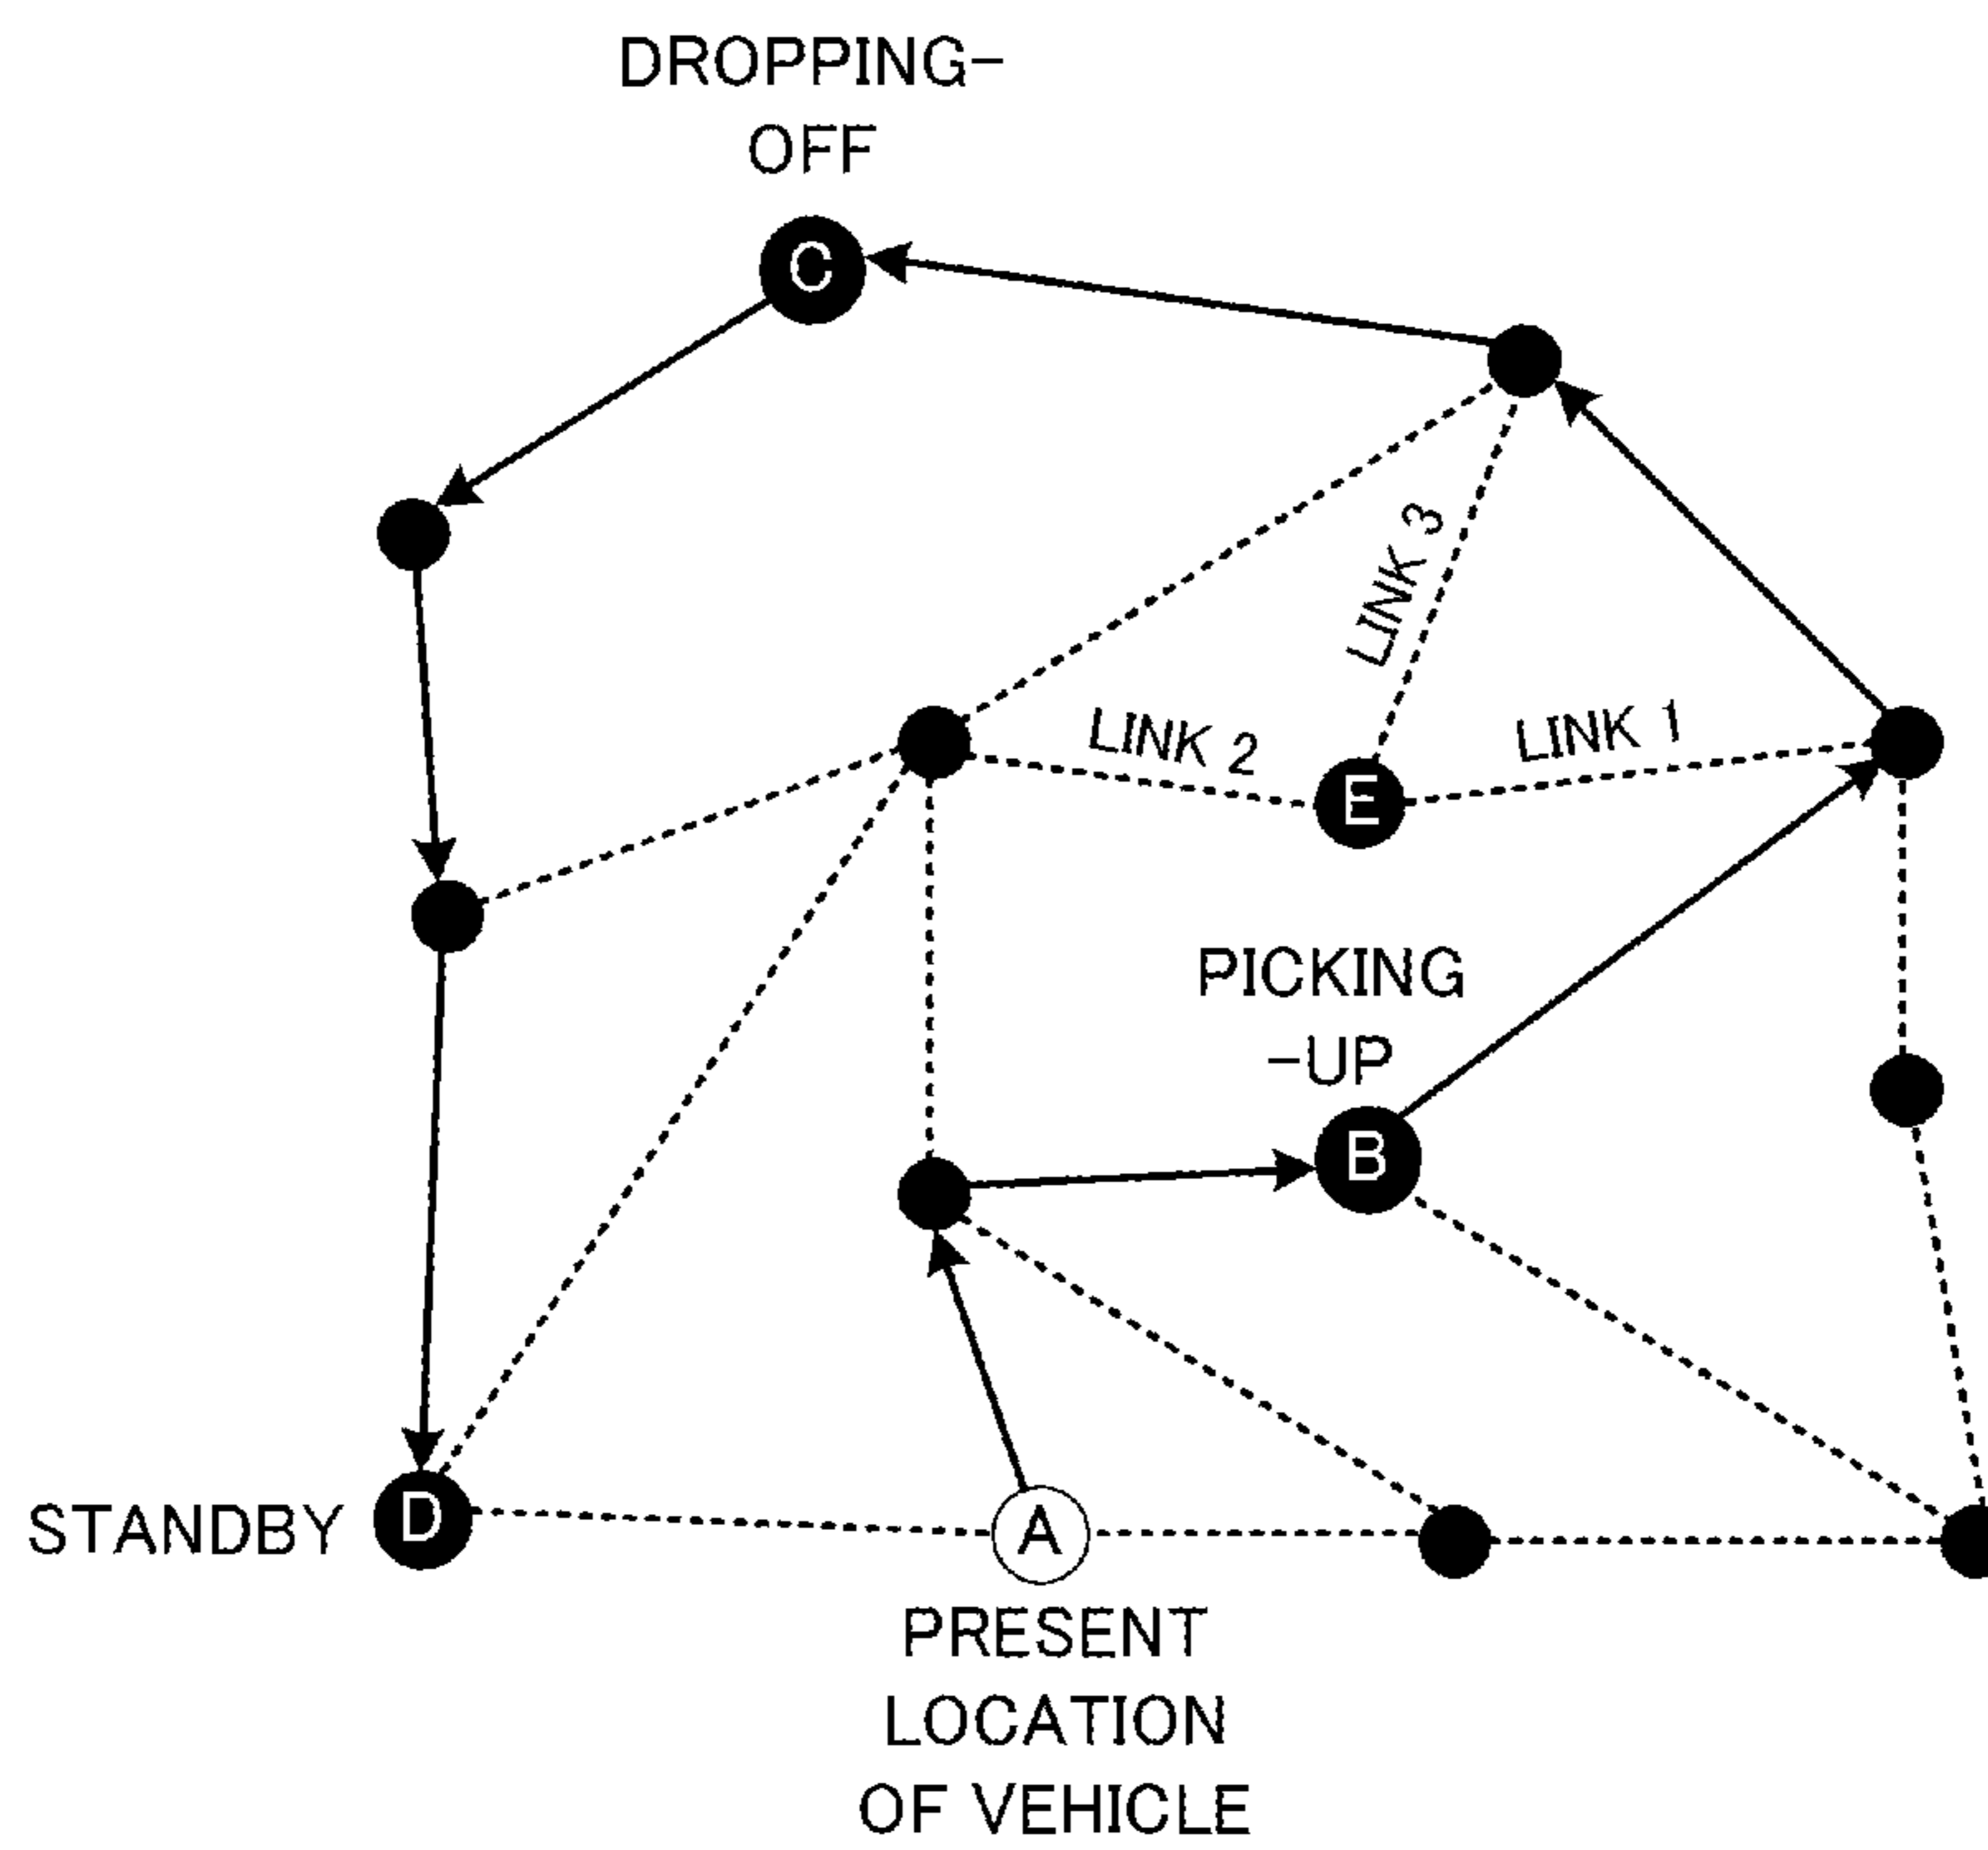 DROPPING-
OFF
C
LINK 3
LINK 2
LINK 1
E
PICKING
-UP
B
STANDBY
D
A
PRESENT
LOCATION
OF VEHICLE